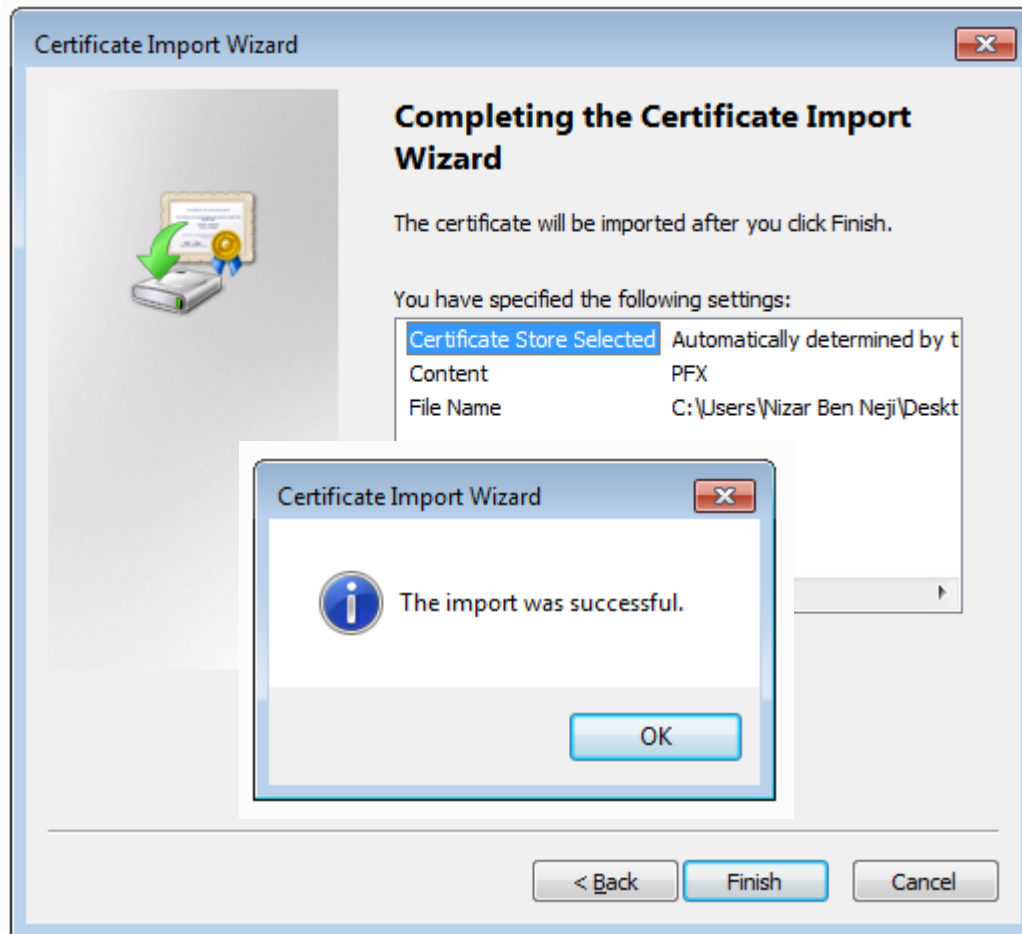 Certificate Import Wizard
Completing the Certificate Import
Wizard
The certificate will be imported after you click Finish.
You have specified the following settings:
Certificate Store Selected Automatically determined by t
Content PFX
File Name C:\Users\Nizar Ben Neji\Deskt
Certificate Import Wizard
The import was successful.
OK
< Back Finish Cancel